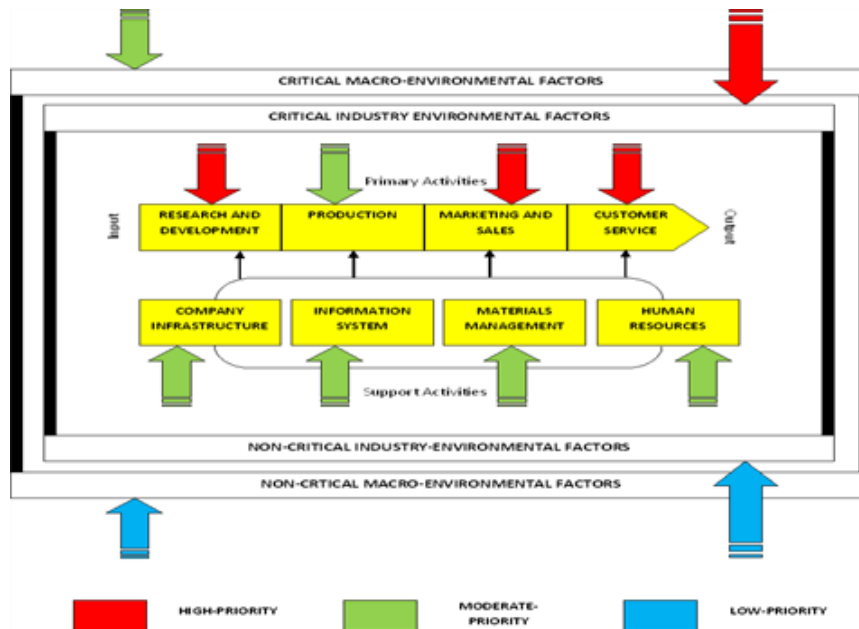 CRITICAL MACRO-ENVIRONMENTAL FACTORS
CRITICAL INDUSTRY ENVIRONMENTAL FACTORS
Primary Activities
Input
RESEARCH AND
DEVELOPMENT
PRODUCTION
MARKETING AND
SALES
CUSTOMER
SERVICE
Output
COMPANY
INFRASTRUCTURE
INFORMATION
SYSTEM
MATERIALS
MANAGEMENT
HUMAN
RESOURCES
Support Activities
NON-CRITICAL INDUSTRY-ENVIRONMENTAL FACTORS
NON-CRTICAL MACRO-ENVIRONMENTAL FACTORS
HIGH-PRIORITY
MODERATE-
PRIORITY
LOW-PRIORITY